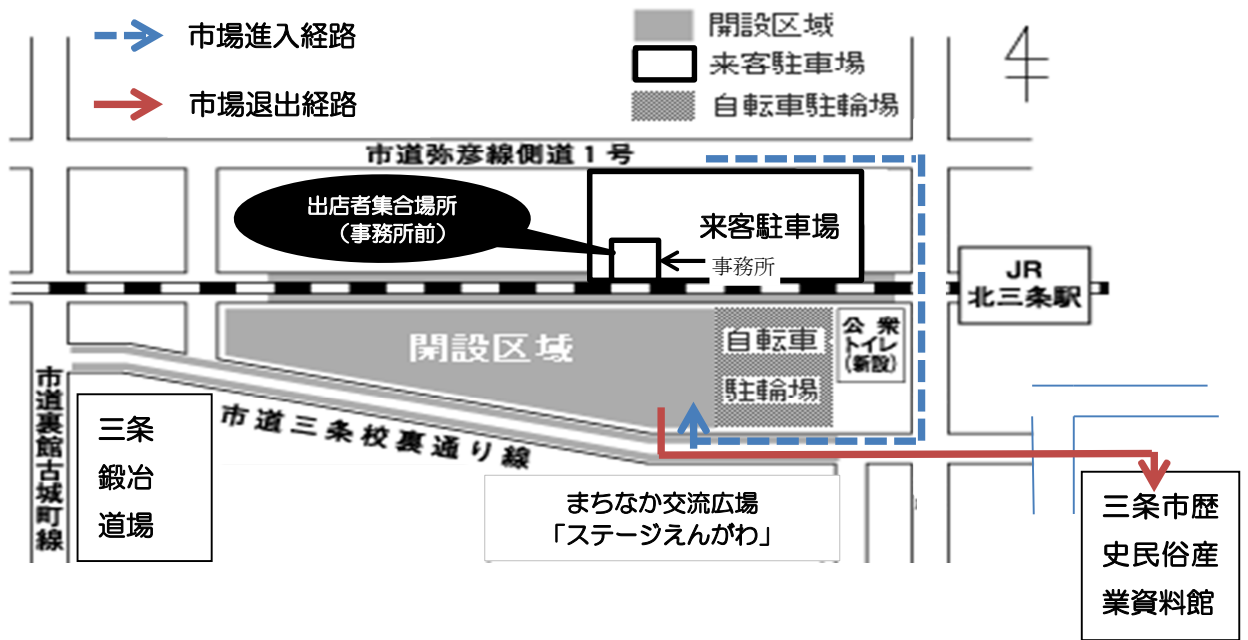 市場進入経路
市場退出経路
開設区域
来客駐車場
自転車駐輪場
市道弥彦線側道1号
出店者集合場所
(事務所前)
来客駐車場
事務所
JR
北三条駅
開設区域
自転車
駐輪場
公衆
トイレ
(新設)
市道裏館古城町線
市道三条校裏通り線
三条
鍛冶
道場
まちなか交流広場
「ステージえんがわ」
三条市歴
史民俗産
業資料館